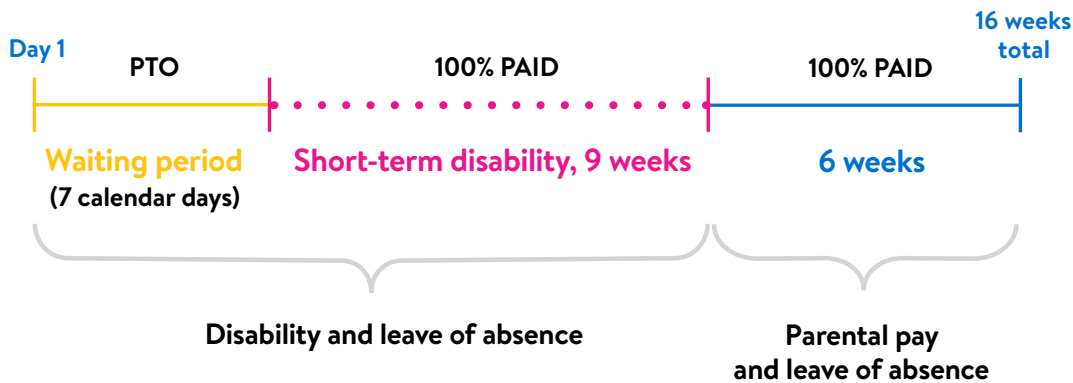 Day 1
PTO
100% PAID
100% PAID
16 weeks
total
Waiting period
(7 calendar days)
Short-term disability, 9 weeks
6 weeks
Disability and leave of absence
Parental pay
and leave of absence